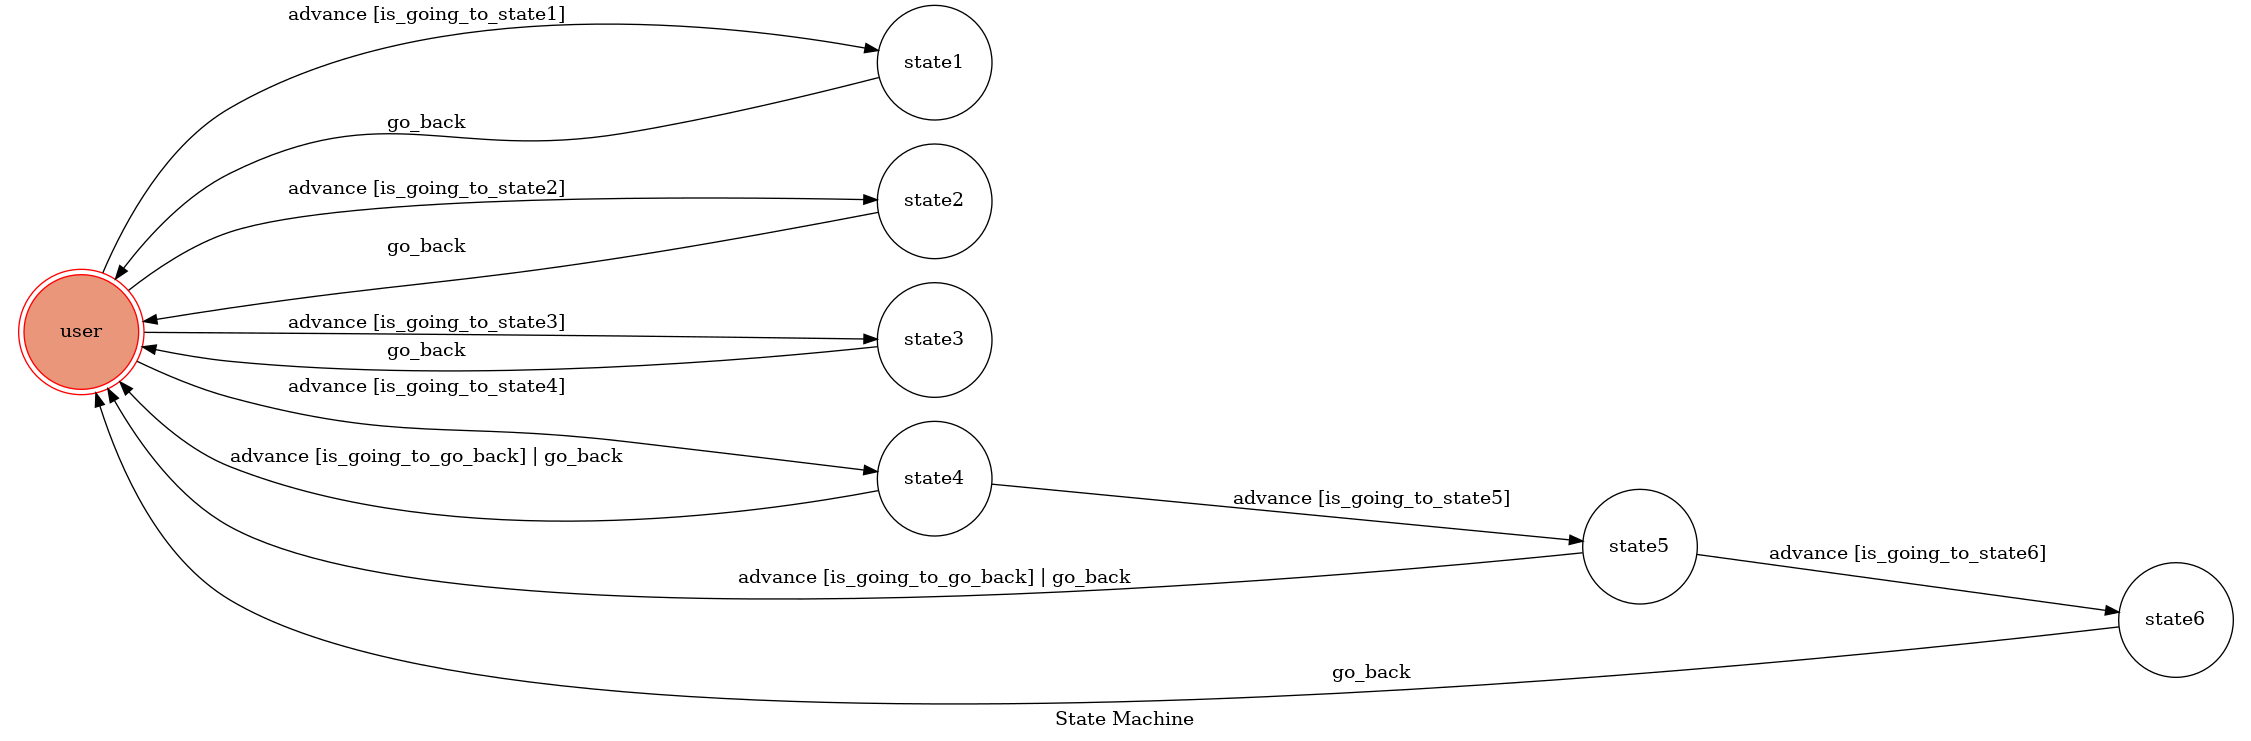 advance [is_going_to_state1]
state1
go_back
advance [is_going_to_state2]
state2
go_back
user
advance [is_going_to_state3]
state3
go_back
advance [is_going_to_state4]
advance [is_going_to_go_back] | go_back
state4
advance [is_going_to_state5]
state5
advance [is_going_to_go_back] | go_back
advance [is_going_to_state6]
state6
go_back
State Machine